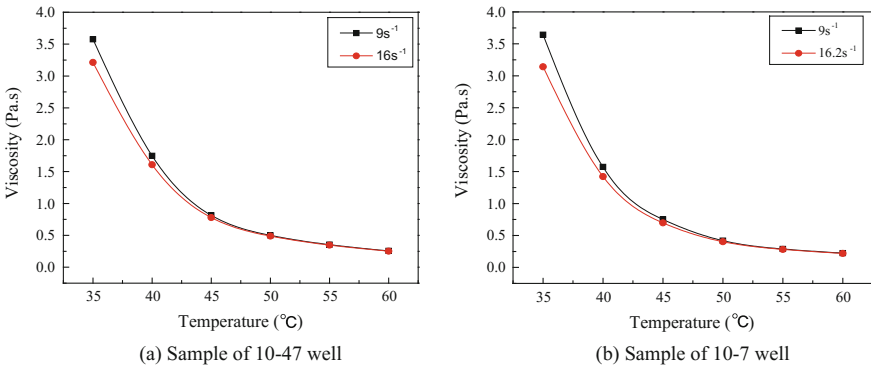 4.0
3.5
3.0
2.5
2.0
1.5
1.0
0.5
0.0
Viscosity (Pa.s)
9s⁻¹
16s⁻¹
35 40 45 50 55 60
Temperature (℃)
(a) Sample of 10-47 well
4.0
3.5
3.0
2.5
2.0
1.5
1.0
0.5
0.0
Viscosity (Pa.s)
9s⁻¹
16.2s⁻¹
35 40 45 50 55 60
Temperature (℃)
(b) Sample of 10-7 well